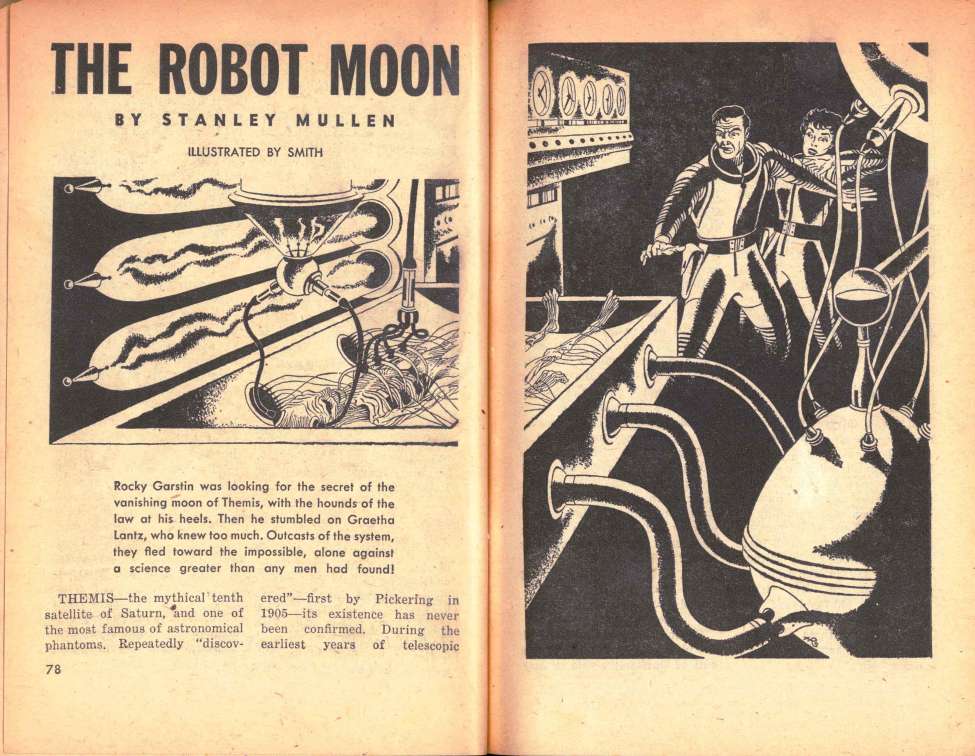 THE ROBOT MOON
BY STANLEY MULLEN
ILLUSTRATED BY SMITH
Rocky Garstin was looking for the secret of the
vanishing moon of Themis, with the hounds of the
law at his heels. Then he stumbled on Graetha
Lantz, who knew too much. Outcasts of the system,
they fled toward the impossible, alone against
a science greater than any men had found!
THEMIS—the mythical tenth
satellite of Saturn, and one of
the most famous of astronomical
phantoms. Repeatedly "discov-
ered"—first by Pickering in
1905—its existence has never
been confirmed. During the
earliest years of telescopic
78